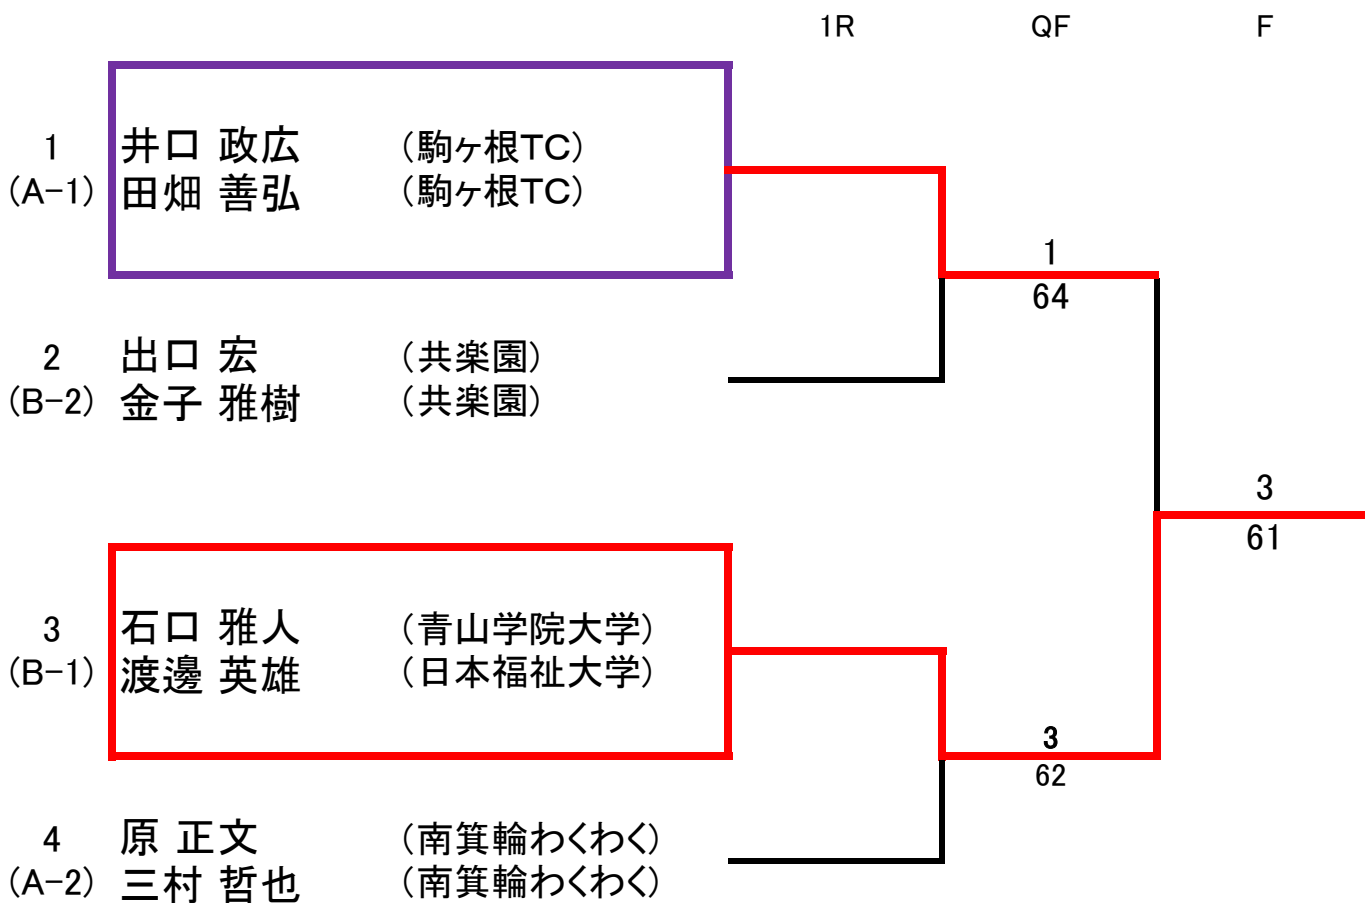 1R QF F
1 井口 政広 (駒ヶ根TC)
(A-1) 田畑 善弘 (駒ヶ根TC)
1
64
2 出口 宏 (共楽園)
(B-2) 金子 雅樹 (共楽園)
3
61
3 石口 雅人 (青山学院大学)
(B-1) 渡邊 英雄 (日本福祉大学)
3
62
4 原 正文 (南箕輪わくわく)
(A-2) 三村 哲也 (南箕輪わくわく)